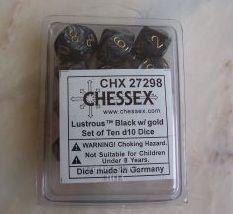 CHX 27298
CHESSEX
www.chessex.com
Lustrous™ Black w/ gold
Set of Ten d10 Dice
WARNING! Choking Hazard.
Not Suitable for Children
Under 8 Years.
Dice made in Germany